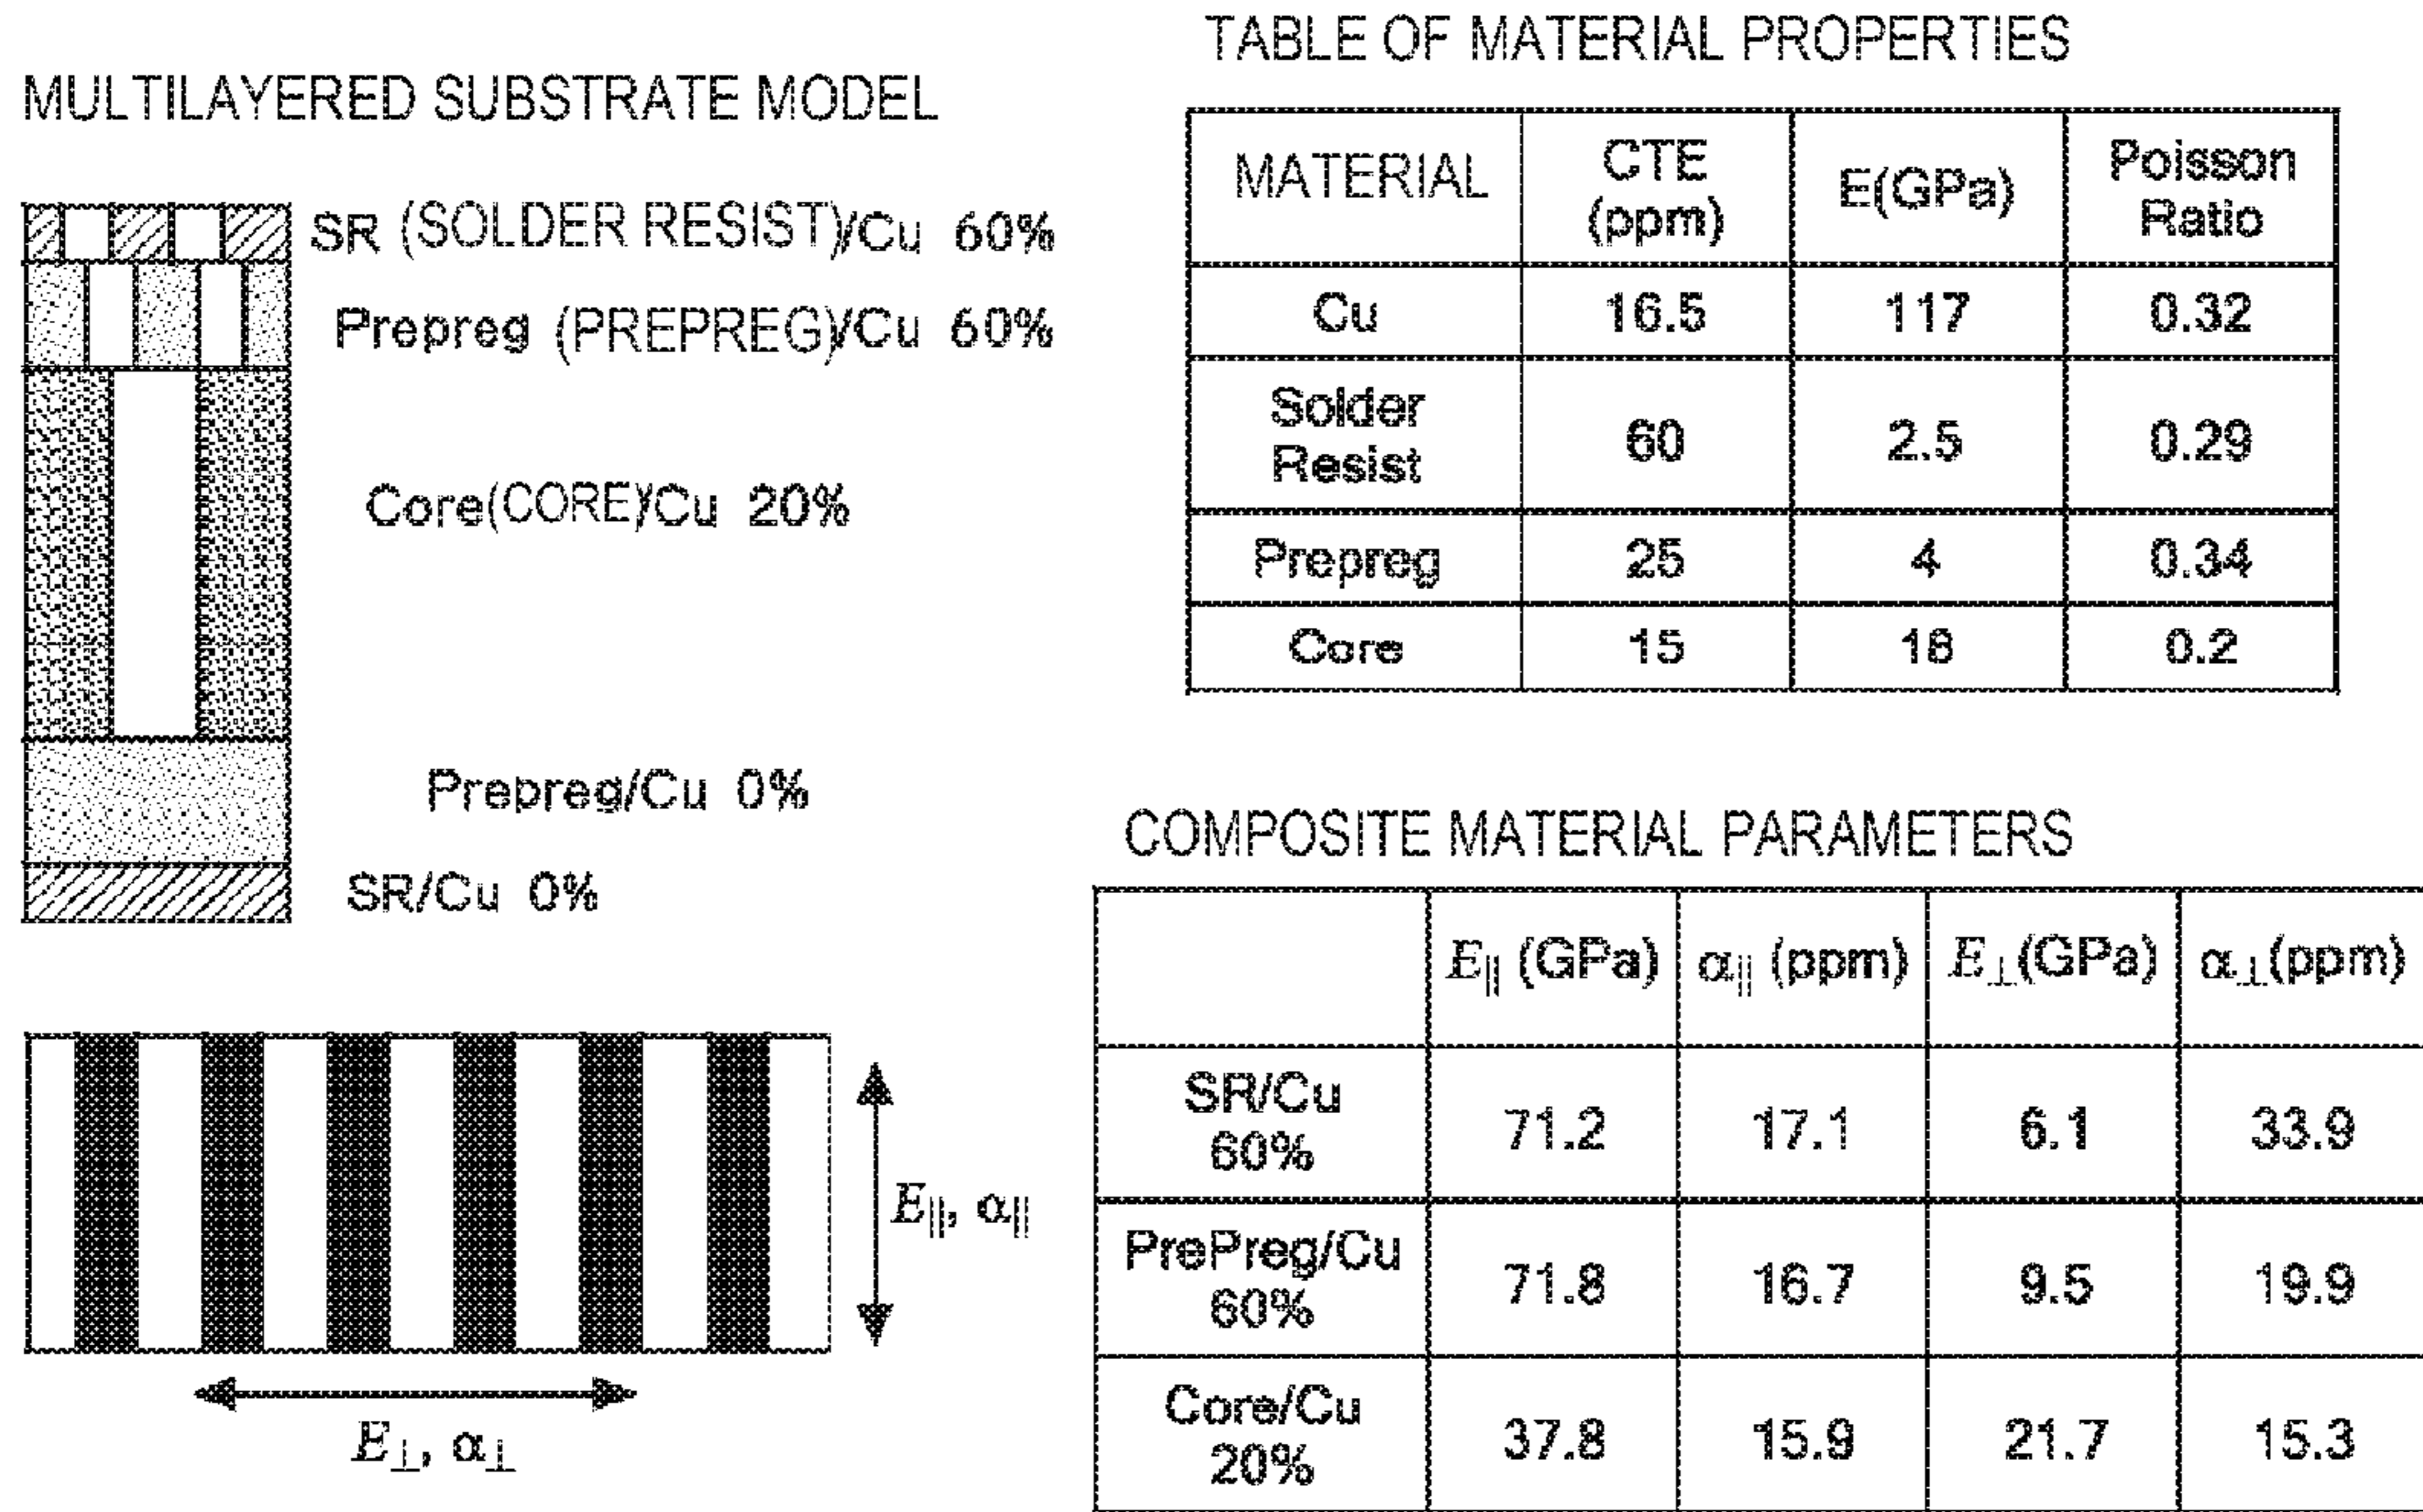 MULTILAYERED SUBSTRATE MODEL
SR (SOLDER RESIST)/Cu 60%
Prepreg (PREPREG)/Cu 60%
Core(CORE)/Cu 20%
Prepreg/Cu 0%
SR/Cu 0%
E∥, α∥
E⊥, α⊥
TABLE OF MATERIAL PROPERTIES
MATERIAL CTE (ppm) E(GPa) Poisson Ratio
Cu 16.5 117 0.32
Solder Resist 60 2.5 0.29
Prepreg 25 4 0.34
Core 15 18 0.2
COMPOSITE MATERIAL PARAMETERS
E∥ (GPa) α∥ (ppm) E⊥(GPa) α⊥(ppm)
SR/Cu 60% 71.2 17.1 6.1 33.9
PrePreg/Cu 60% 71.8 16.7 9.5 19.9
Core/Cu 20% 37.8 15.9 21.7 15.3